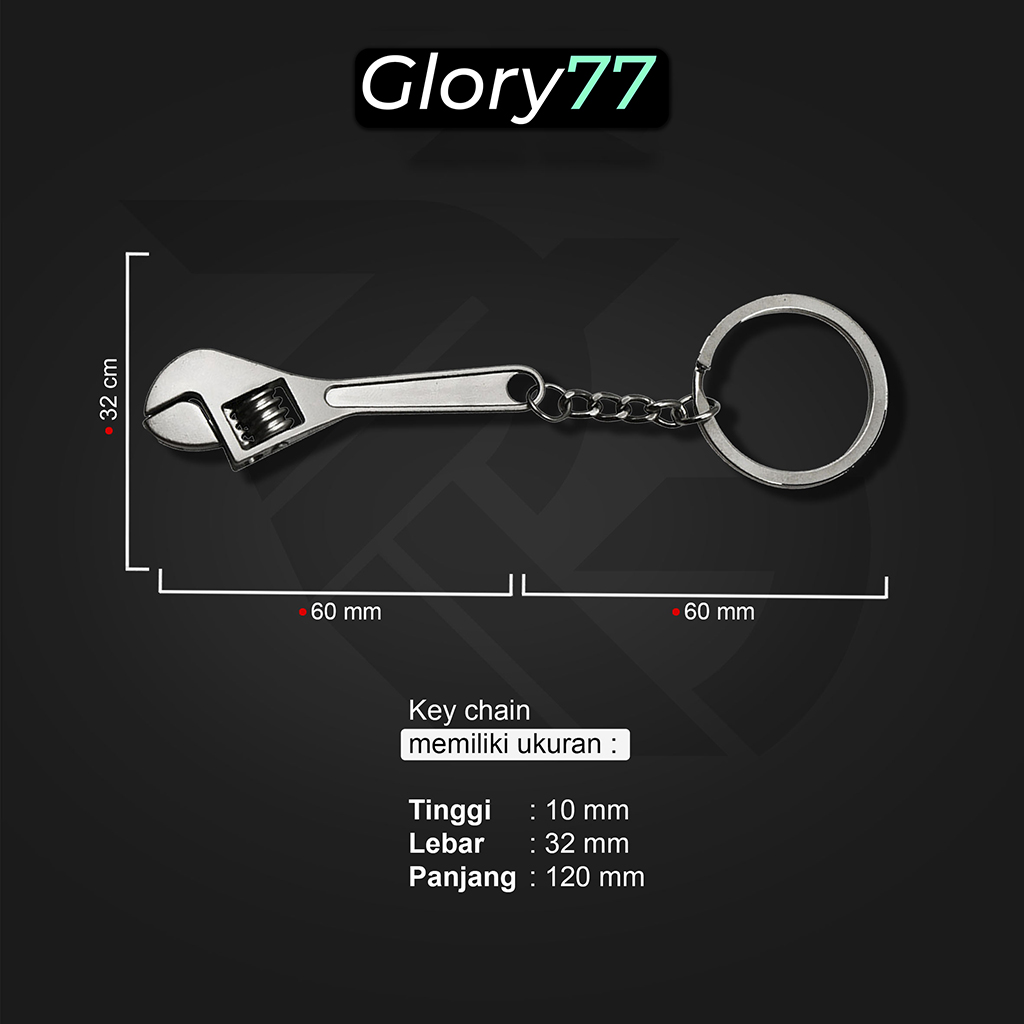 Glory77
32 cm
60 mm
60 mm
Key chain
memiliki ukuran :
Tinggi : 10 mm
Lebar : 32 mm
Panjang : 120 mm